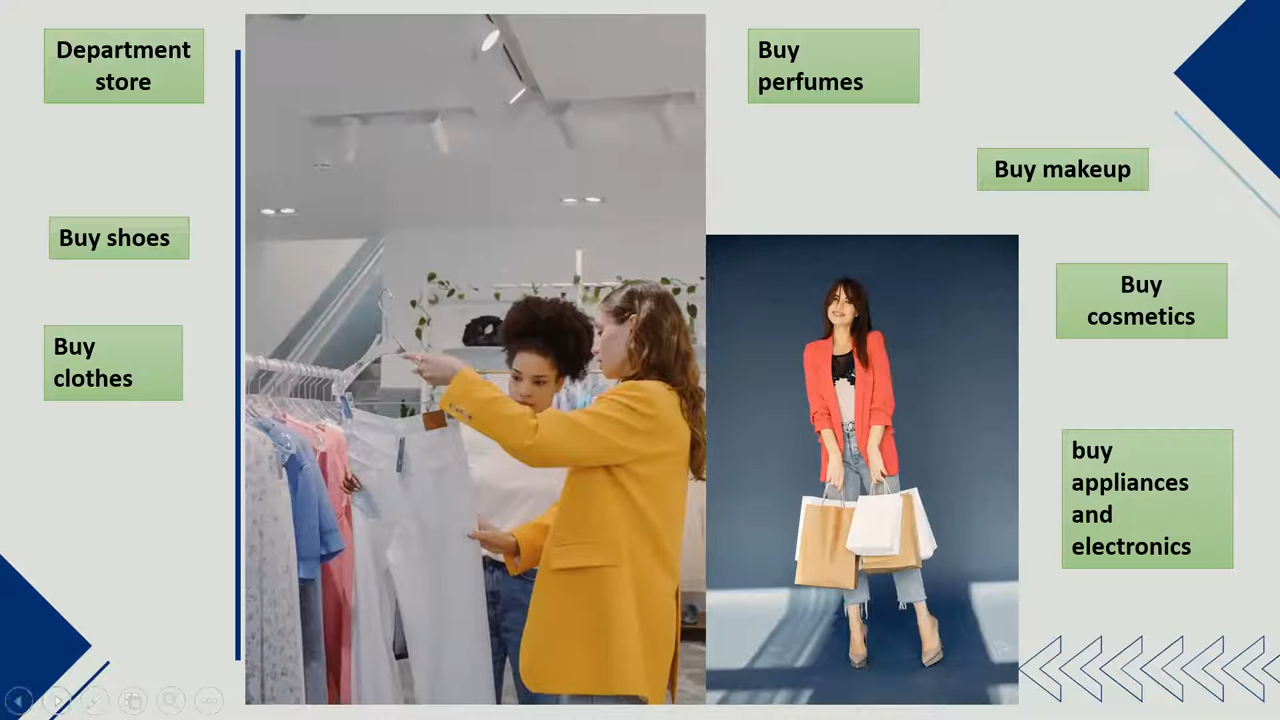 Department
store
Buy shoes
Buy
clothes
Buy
perfumes
Buy makeup
Buy
cosmetics
buy
appliances
and
electronics